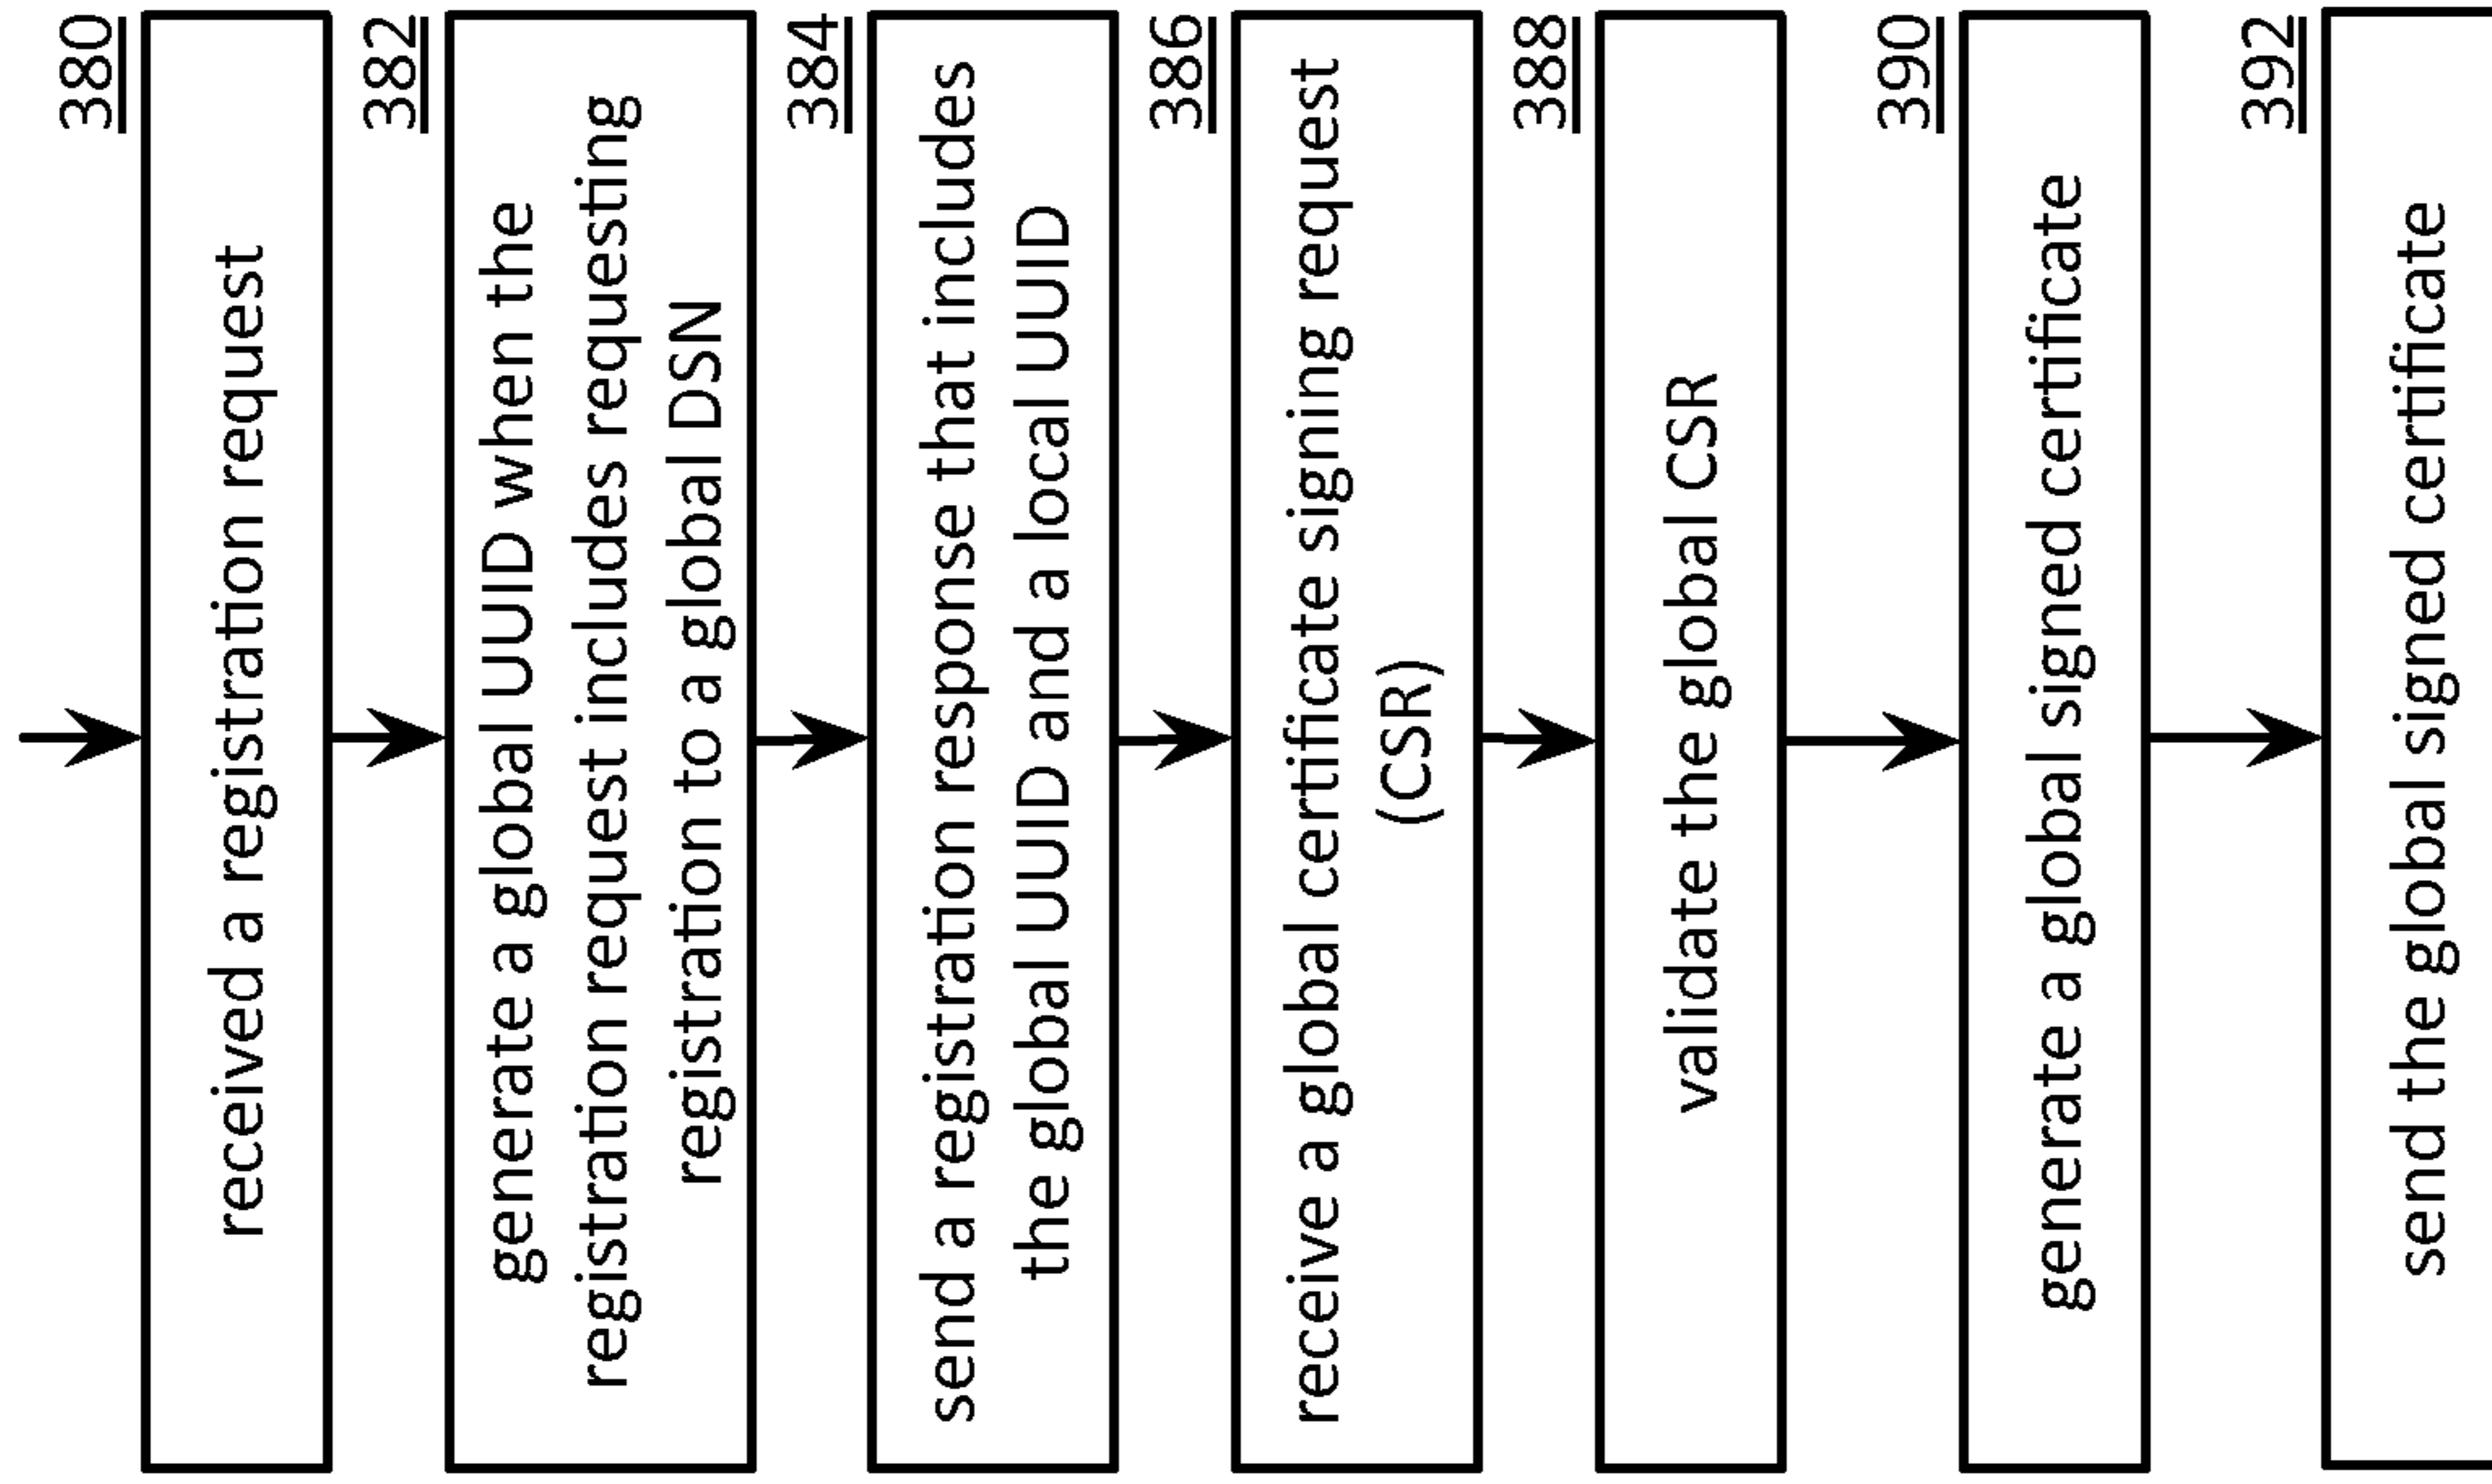 380
received a registration request
382
generate a global UUID when the
registration request includes requesting
registration to a global DSN
384
send a registration response that includes
the global UUID and a local UUID
386
receive a global certificate signing request
(CSR)
388
validate the global CSR
390
generate a global signed certificate
392
send the global signed certificate